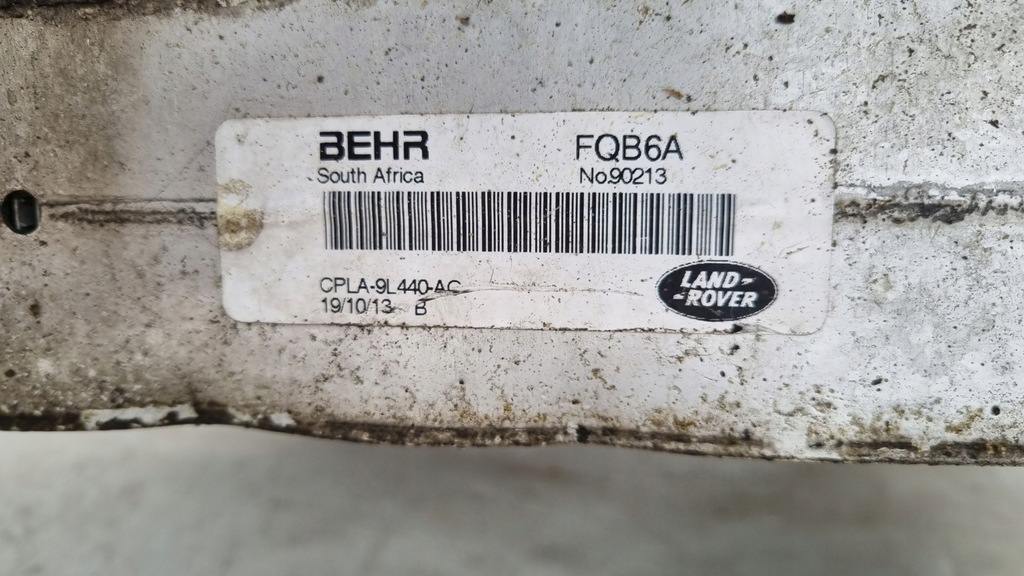 BEHR
South Africa
FQB6A
No.90213
CPLA-9L440-AC
19/10/13 B
LAND-
-ROVER